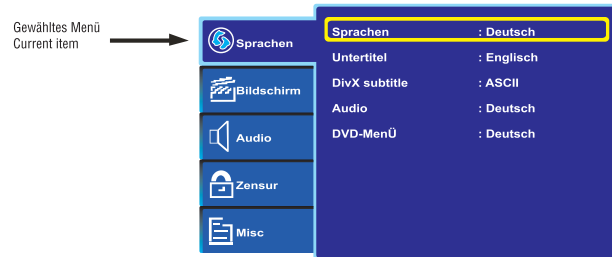 Gewähltes Menü
Current item
Sprachen
Bildschirm
Audio
Zensur
Misc
Sprachen : Deutsch
Untertitel : Englisch
DivX subtitle : ASCII
Audio : Deutsch
DVD-MenÜ : Deutsch